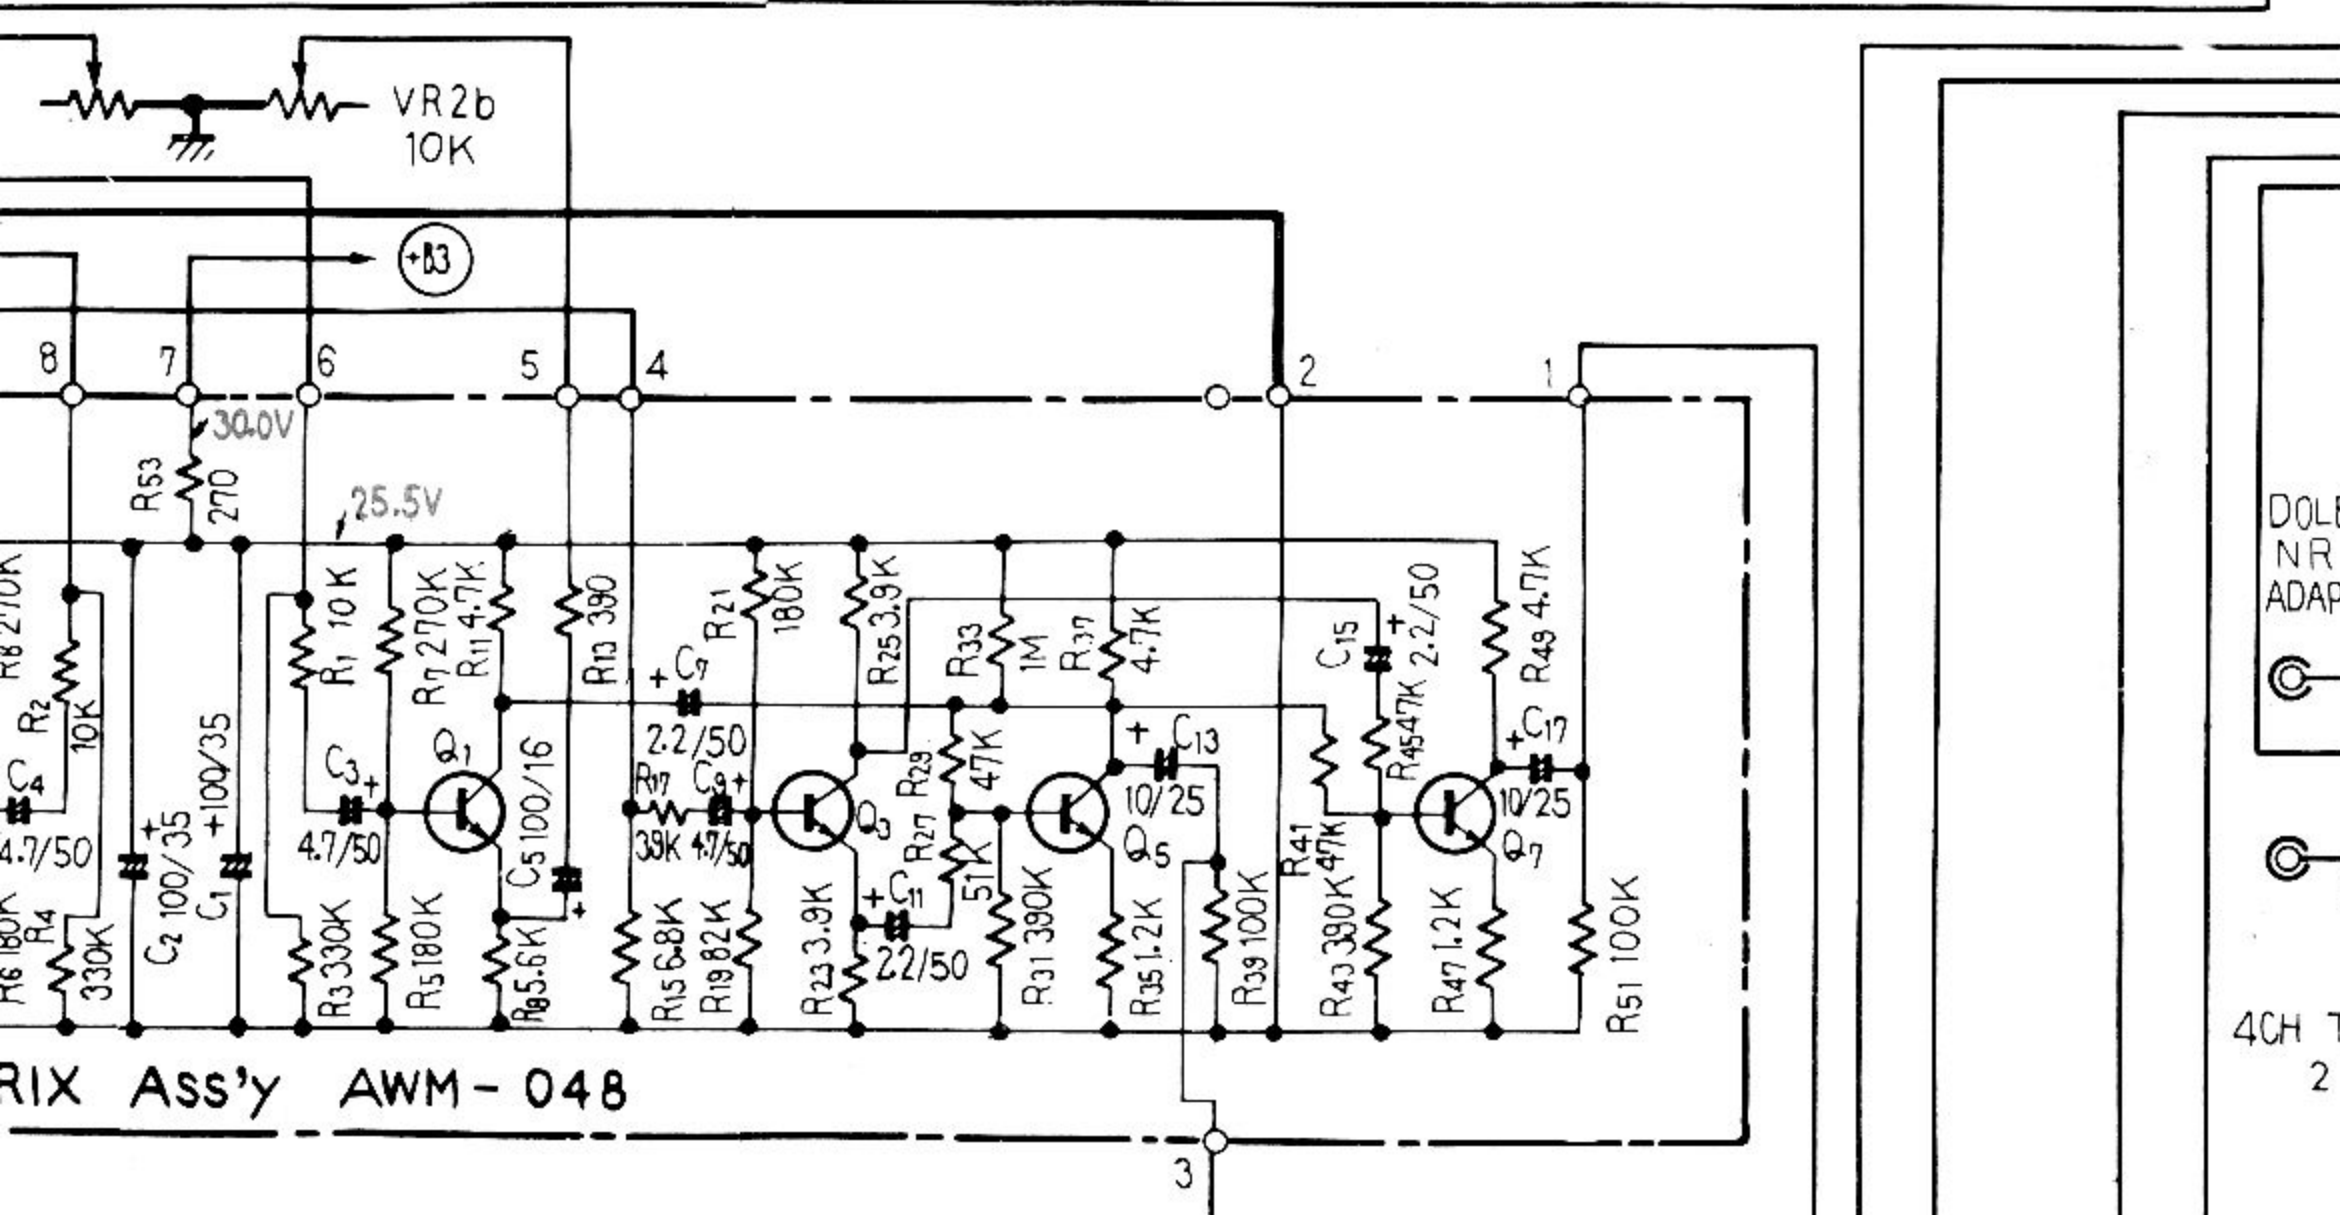 VR2b
10K
+B3
8
7
6
5
4
2
1
30.0V
R53
270
25.5V
DOLB
NR
ADAP
R8 270K
R2
10K
R1 10K
R7 270K
R11 4.7K
R13 390
R21
180K
R25 3.9K
R33
1M
R37
4.7K
C15
2.2/50
+
R49 4.7K
+ C7
2.2/50
R45 47K
C4
4.7/50
C3 +
4.7/50
Q1
C5 100/16
+
R17
39K
C9 +
4.7/50
Q3
R29
47K
R27
51K
+ C13
10/25
Q5
+ C17
10/25
Q7
R41
47K
C2 100/35
+
C1 +100/35
R6 180K
R4
330K
R3 330K
R5 180K
5.6K
R15 6.8K
R19 82K
R23 3.9K
+ C11
22/50
R31 390K
R35 1.2K
R39 100K
R43 390K
R47 1.2K
R51 100K
RIX Ass'y AWM-048
4CH T
2
3